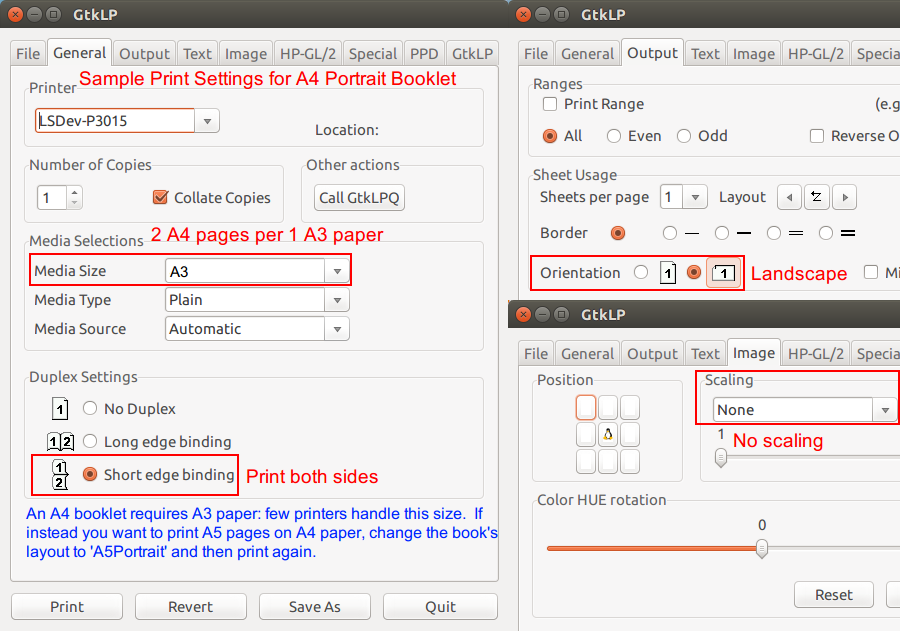 GtkLP
File General Output Text Image HP-GL/2 Special PPD GtkLP
Sample Print Settings for A4 Portrait Booklet
Printer
LSDev-P3015
Location:
Number of Copies
1
Collate Copies
Other actions
Call GtkLPQ
2 A4 pages per 1 A3 paper
Media Selections
Media Size A3
Media Type Plain
Media Source Automatic
Duplex Settings
1 No Duplex
1 2 Long edge binding
1
2
Short edge binding
Print both sides
An A4 booklet requires A3 paper: few printers handle this size. If
instead you want to print A5 pages on A4 paper, change the book's
layout to 'A5Portrait' and then print again.
Print Revert Save As Quit
GtkLP
File General Output Text Image HP-GL/2 Specia
Ranges
Print Range (e.g
All Even Odd Reverse O
Sheet Usage
Sheets per page 1 Layout
Border
Orientation 1 1 Landscape Mi
GtkLP
File General Output Text Image HP-GL/2 Specia
Position
Scaling
None
1 No scaling
Color HUE rotation
0
Reset